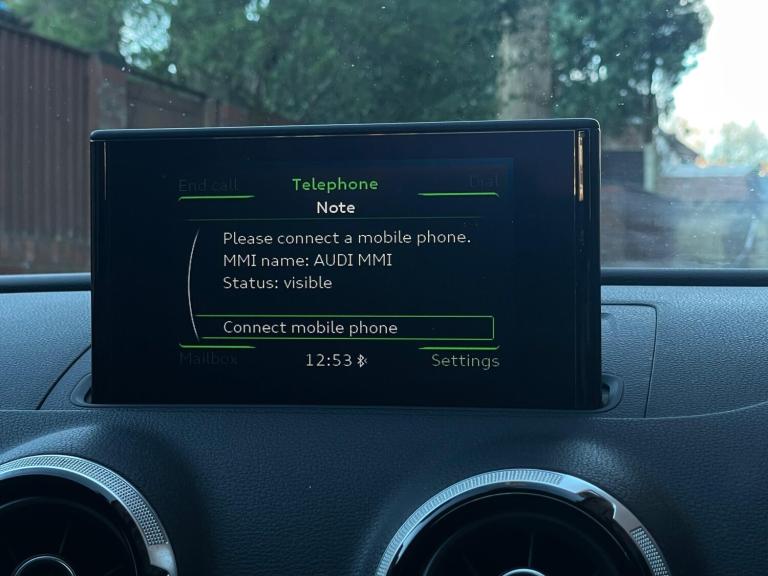 End call Telephone Dial
Note
Please connect a mobile phone.
MMI name: AUDI MMI
Status: visible
Connect mobile phone
Mailbox 12:53 Settings